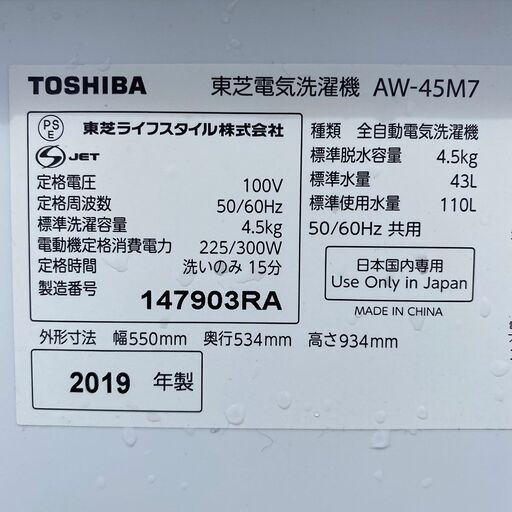 TOSHIBA 東芝電気洗濯機 AW-45M7
PS
E
東芝ライフスタイル株式会社
S JET
定格電圧 100V
定格周波数 50/60Hz
標準洗濯容量 4.5kg
電動機定格消費電力 225/300W
定格時間 洗いのみ 15分
製造番号 147903RA
種類 全自動電気洗濯機
標準脱水容量 4.5kg
標準水量 43L
標準使用水量 110L
50/60Hz 共用
日本国内専用
Use Only in Japan
MADE IN CHINA
外形寸法 幅550mm 奥行534mm 高さ934mm
2019 年製